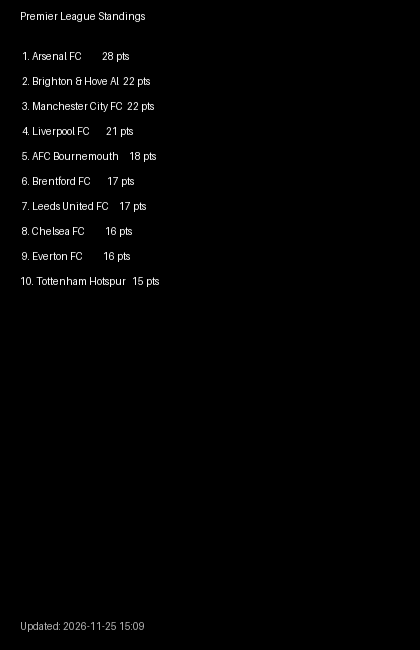 Premier League Standings
1. Arsenal FC 28 pts
2. Brighton & Hove Al 22 pts
3. Manchester City FC 22 pts
4. Liverpool FC 21 pts
5. AFC Bournemouth 18 pts
6. Brentford FC 17 pts
7. Leeds United FC 17 pts
8. Chelsea FC 16 pts
9. Everton FC 16 pts
10. Tottenham Hotspur 15 pts
Updated: 2026-11-25 15:09